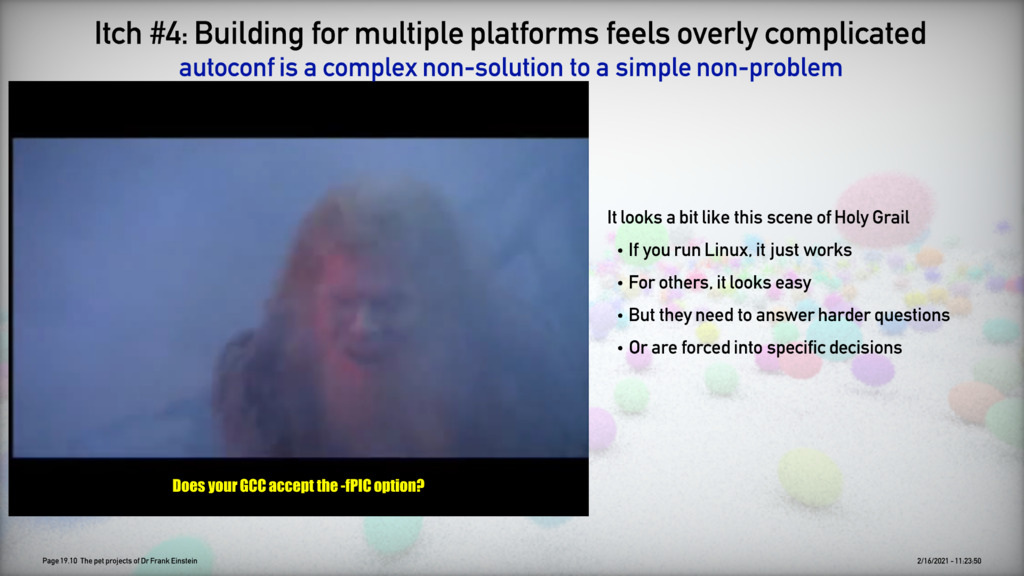 Itch #4: Building for multiple platforms feels overly complicated
autoconf is a complex non-solution to a simple non-problem
It looks a bit like this scene of Holy Grail
• If you run Linux, it just works
• For others, it looks easy
• But they need to answer harder questions
• Or are forced into specific decisions
Does your GCC accept the -fPIC option?
Page 19.10 The pet projects of Dr Frank Einstein
2/16/2021 - 11:23:50